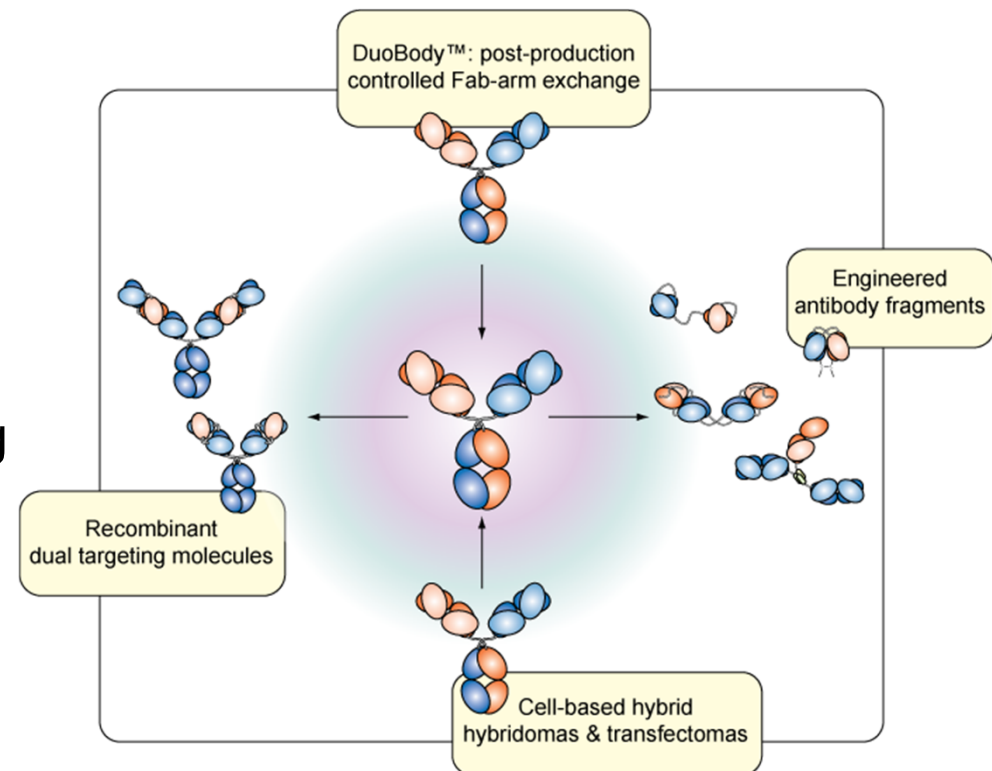 DuoBody™: post-production
controlled Fab-arm exchange
Engineered
antibody fragments
g
Recombinant
dual targeting molecules
Cell-based hybrid
hybridomas & transfectomas